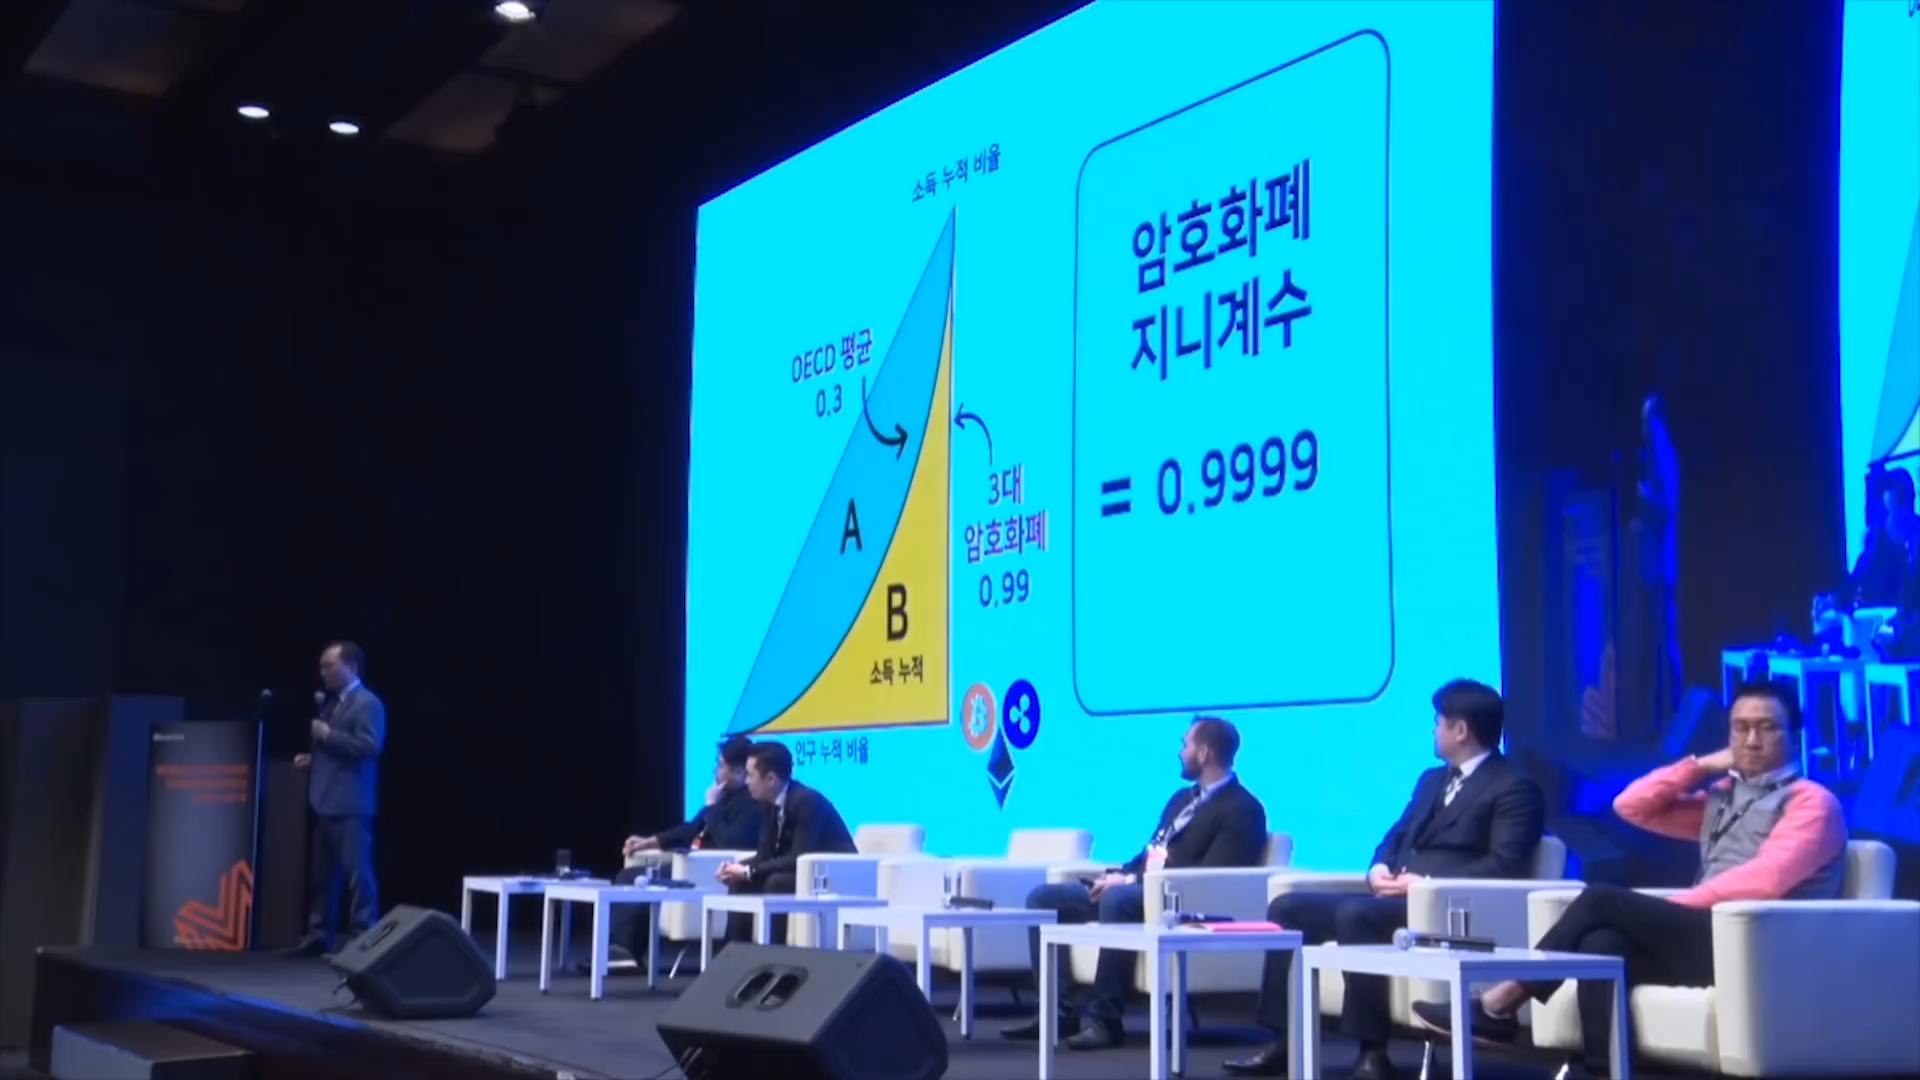 소득 누적 비율
OECD 평균
0.3
A
B
소득 누적
인구 누적 비율
3대
암호화폐
0.99
암호화폐
지니계수
= 0.9999